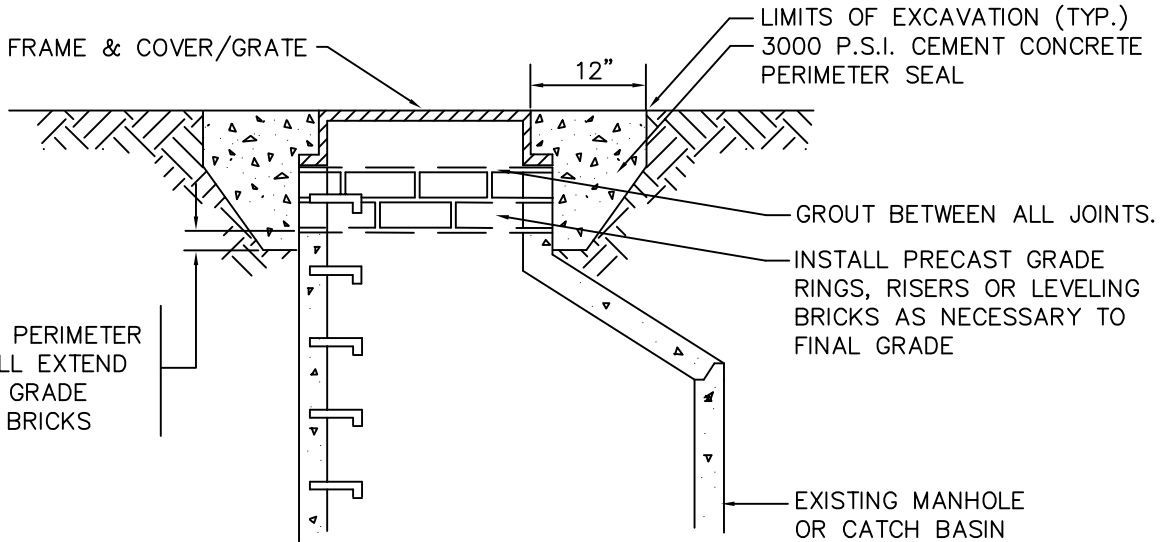 FRAME & COVER/GRATE
12"
LIMITS OF EXCAVATION (TYP.)
3000 P.S.I. CEMENT CONCRETE
PERIMETER SEAL
GROUT BETWEEN ALL JOINTS.
INSTALL PRECAST GRADE
RINGS, RISERS OR LEVELING
BRICKS AS NECESSARY TO
FINAL GRADE
PERIMETER
EXTEND
GRADE
BRICKS
EXISTING MANHOLE
OR CATCH BASIN